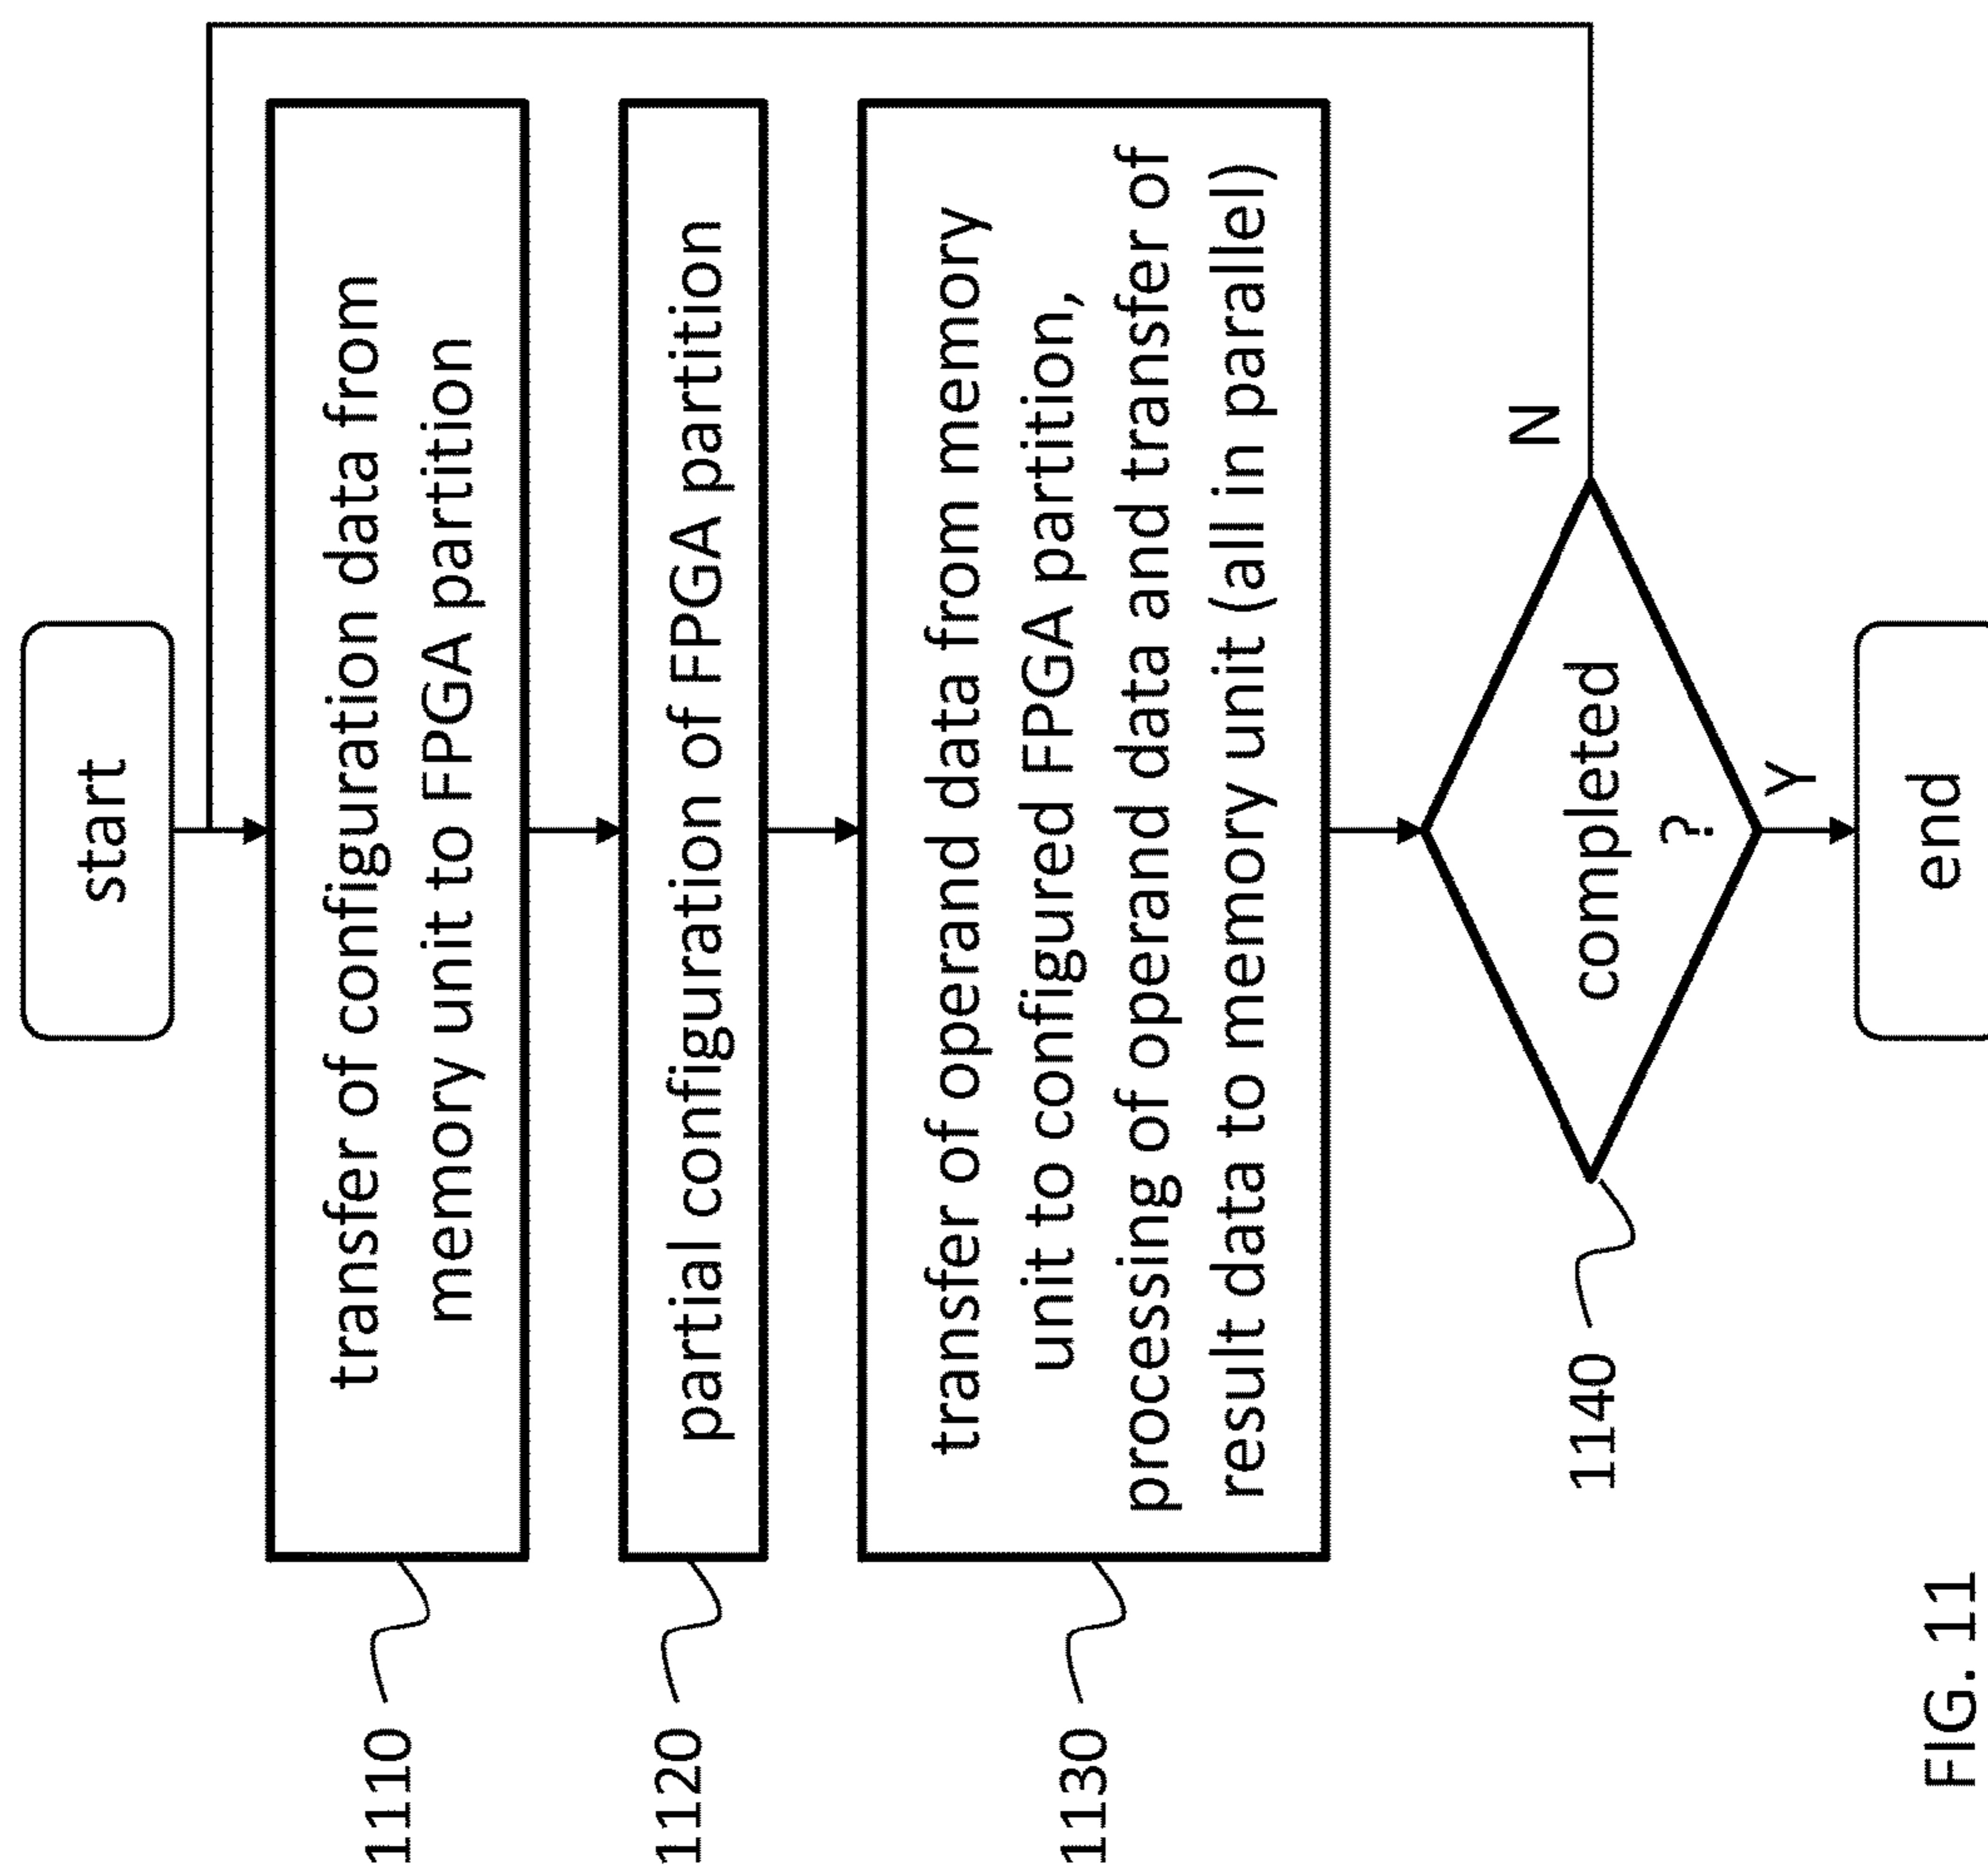 start
1110
transfer of configuration data from
memory unit to FPGA partition
1120
partial configuration of FPGA partition
1130
transfer of operand data from memory
unit to configured FPGA partition,
processing of operand data and transfer of
result data to memory unit (all in parallel)
1140
completed
?
N
Y
end
FIG. 11